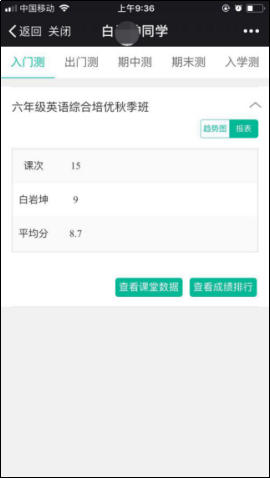 中国移动 上午9:36
返回 关闭 白 同学
入门测 出门测 期中测 期末测 入学测
六年级英语综合培优秋季班
趋势图 报表
课次 15
白岩坤 9
平均分 8.7
查看课堂数据 查看成绩排行